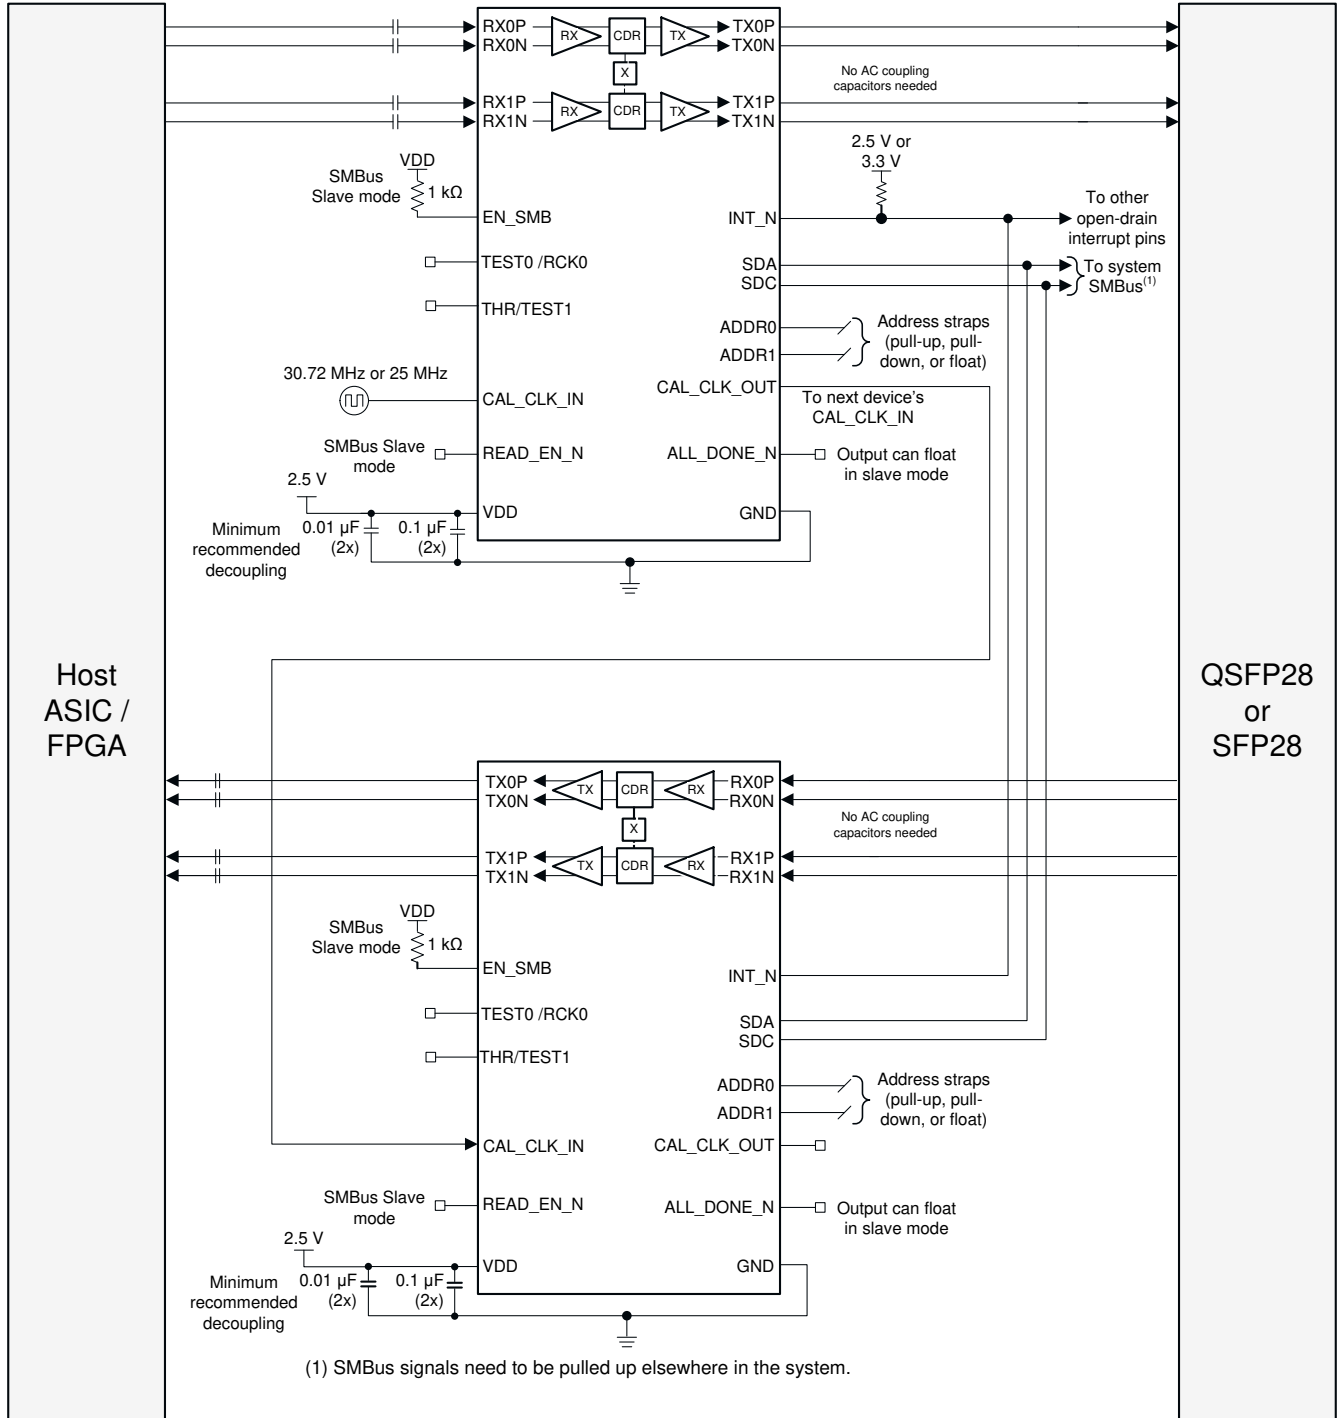 RX0P
RX0N
RX
CDR
TX
TX0P
TX0N
X
No AC coupling
capacitors needed
RX1P
RX1N
RX
CDR
TX
TX1P
TX1N
2.5 V or
3.3 V
VDD
SMBus
Slave mode
1 kΩ
EN_SMB
INT_N
To other
open-drain
interrupt pins
TEST0 /RCK0
SDA
SDC
To system
SMBus(1)
THR/TEST1
ADDR0
ADDR1
Address straps
(pull-up, pull-
down, or float)
30.72 MHz or 25 MHz
CAL_CLK_IN
CAL_CLK_OUT
To next device's
CAL_CLK_IN
SMBus Slave
mode
READ_EN_N
ALL_DONE_N
Output can float
in slave mode
2.5 V
VDD
GND
Minimum
recommended
decoupling
0.01 µF
(2x)
0.1 µF
(2x)
Host
ASIC /
FPGA
QSFP28
or
SFP28
TX0P
TX0N
TX
CDR
RX
RX0P
RX0N
X
No AC coupling
capacitors needed
TX1P
TX1N
TX
CDR
RX
RX1P
RX1N
VDD
SMBus
Slave mode
1 kΩ
EN_SMB
INT_N
TEST0 /RCK0
SDA
SDC
THR/TEST1
ADDR0
ADDR1
Address straps
(pull-up, pull-
down, or float)
CAL_CLK_IN
CAL_CLK_OUT
SMBus Slave
mode
READ_EN_N
ALL_DONE_N
Output can float
in slave mode
2.5 V
VDD
GND
Minimum
recommended
decoupling
0.01 µF
(2x)
0.1 µF
(2x)
(1) SMBus signals need to be pulled up elsewhere in the system.